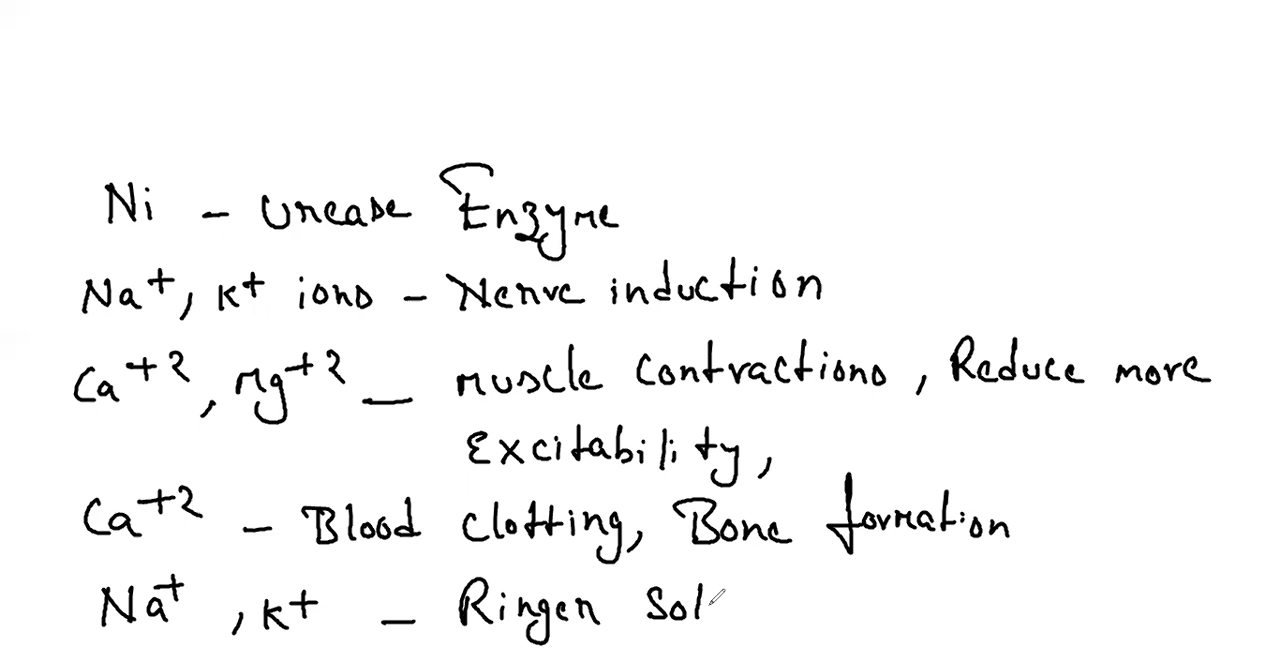 Ni - Urease Enzyme
Na⁺, K⁺ ions - Nerve induction
Ca⁺², Mg⁺² _ muscle contractions, Reduce more
Excitability,
Ca⁺² - Blood clotting, Bone formation
Na⁺, K⁺ - Ringer Sol